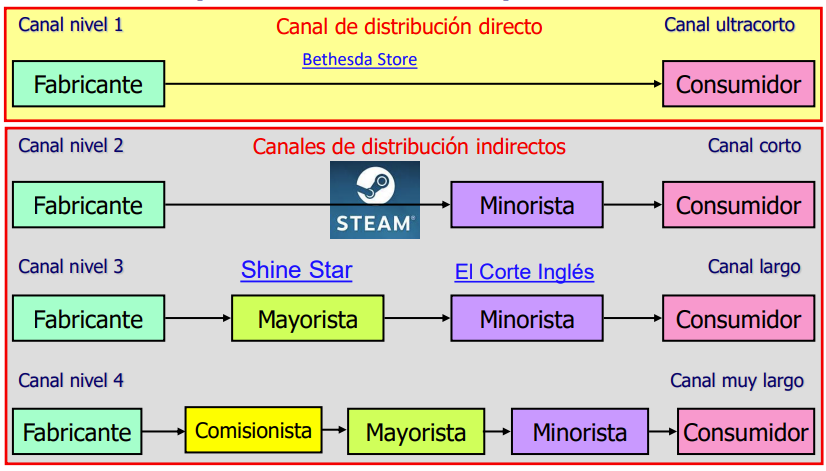 Canal nivel 1 Canal de distribución directo Canal ultracorto
Bethesda Store
Fabricante Consumidor
Canal nivel 2 Canales de distribución indirectos Canal corto
STEAM®
Fabricante Minorista Consumidor
Canal nivel 3 Shine Star El Corte Inglés Canal largo
Fabricante Mayorista Minorista Consumidor
Canal nivel 4 Canal muy largo
Fabricante Comisionista Mayorista Minorista Consumidor